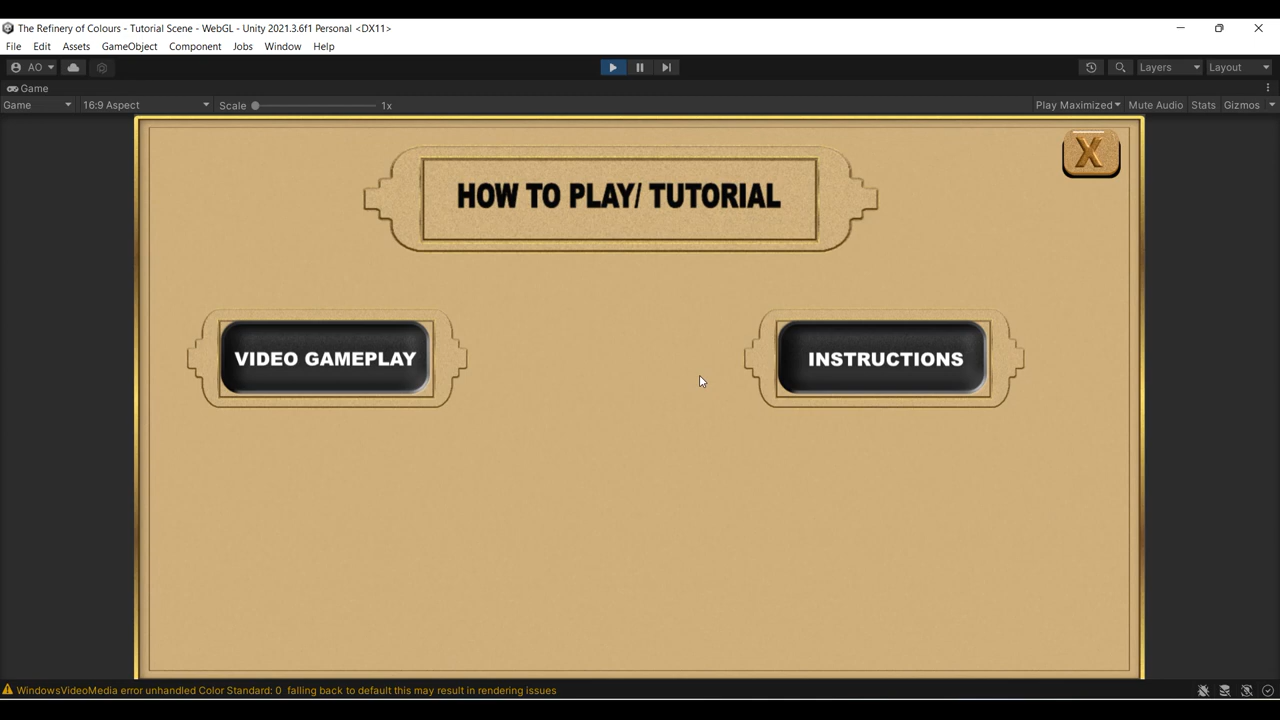 The Refinery of Colours - Tutorial Scene - WebGL - Unity 2021.3.6f1 Personal <DX11>
File Edit Assets GameObject Component Jobs Window Help
AO Layers Layout
Game
Game 16:9 Aspect Scale 1x Play Maximized Mute Audio Stats Gizmos
X
HOW TO PLAY/ TUTORIAL
VIDEO GAMEPLAY INSTRUCTIONS
WindowsVideoMedia error unhandled Color Standard: 0 falling back to default this may result in rendering issues